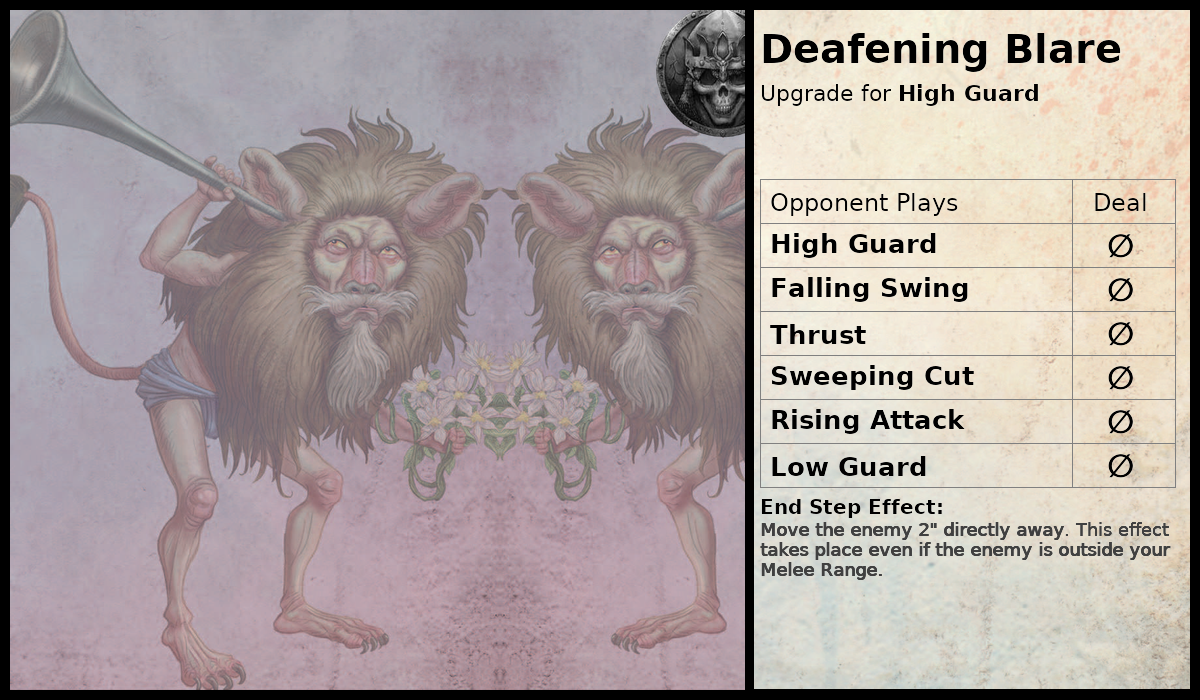 Deafening Blare
Upgrade for High Guard
Opponent Plays Deal
High Guard ∅
Falling Swing ∅
Thrust ∅
Sweeping Cut ∅
Rising Attack ∅
Low Guard ∅
End Step Effect:
Move the enemy 2" directly away. This effect
takes place even if the enemy is outside your
Melee Range.